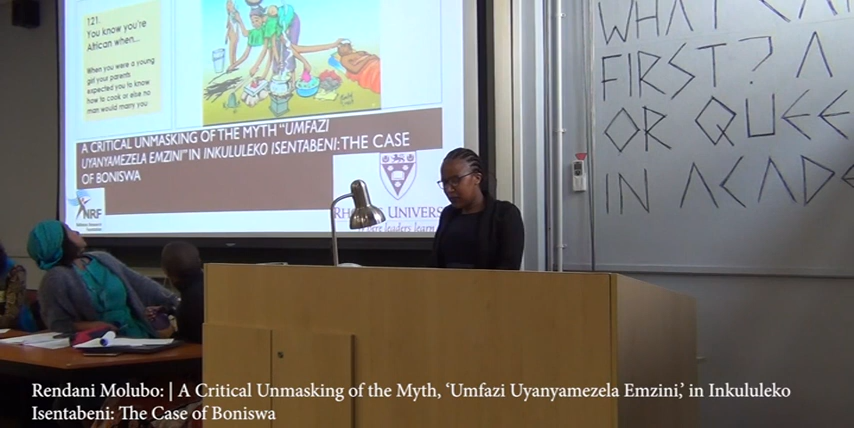 121.
You know you're
African when...
When you were a young
girl your parents
expected you to know
how to cook or else no
man would marry you
A CRITICAL UNMASKING OF THE MYTH "UMFAZI
UYANYAMEZELA EMZINI" IN INKULULEKO ISENTABENI: THE CASE
OF BONISWA
NRF
RHODES UNIVERS
Where leaders learn
WHAT
FIRST? A
OR QUEE
IN ACADE
Rendani Molubo: | A Critical Unmasking of the Myth, ‘Umfazi Uyanyamezela Emzini,’ in Inkululeko
Isentabeni: The Case of Boniswa